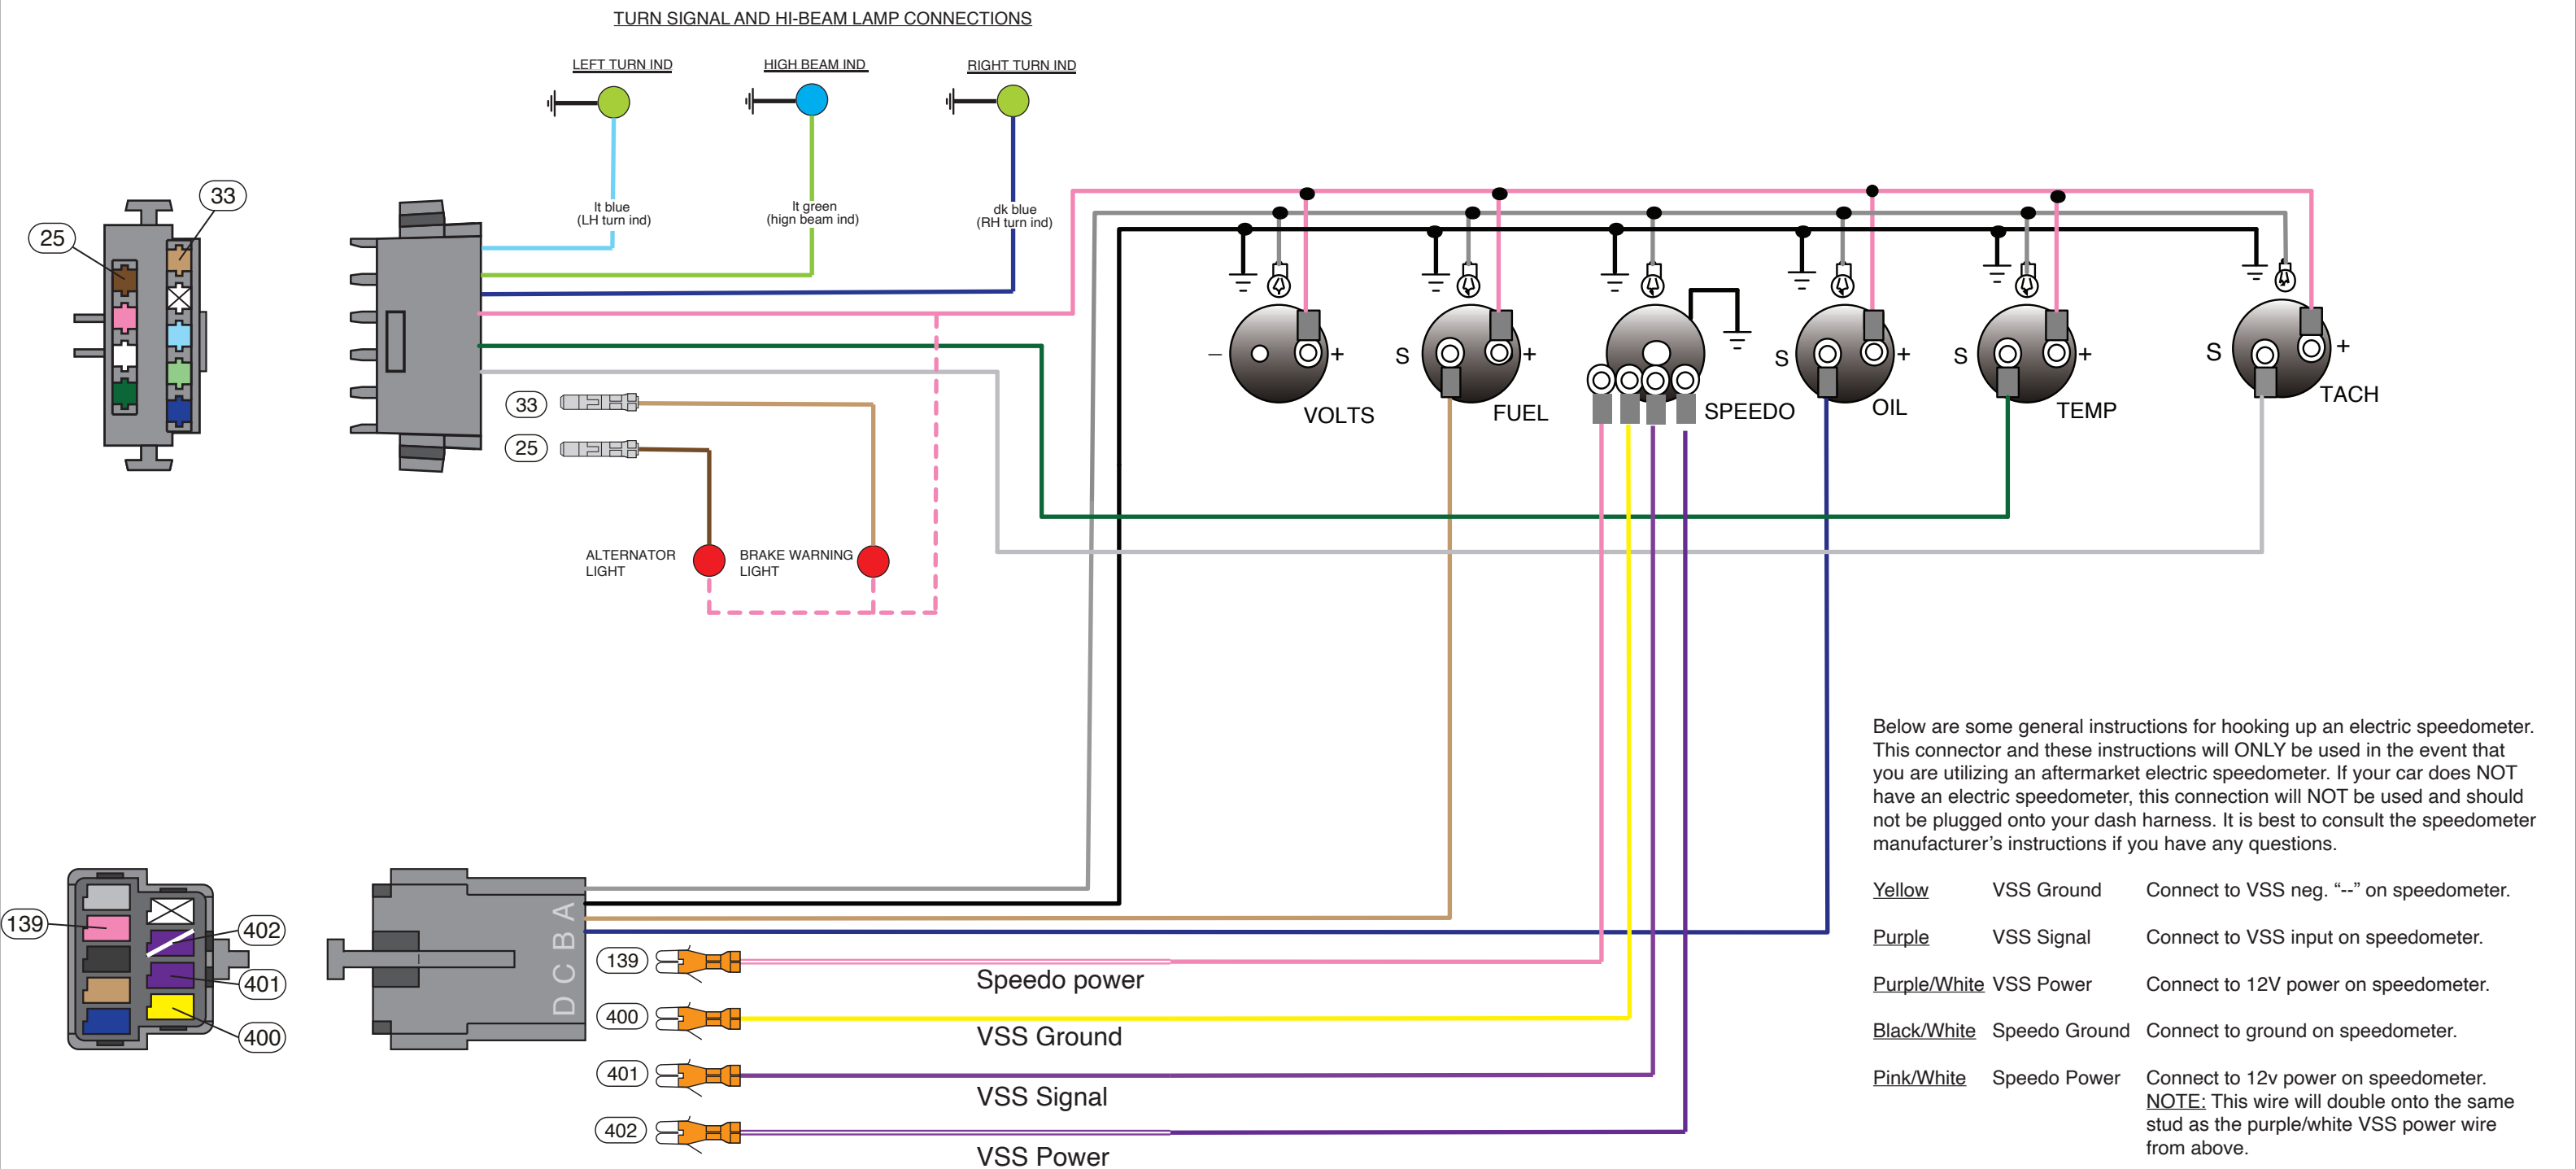 TURN SIGNAL AND HI-BEAM LAMP CONNECTIONS
LEFT TURN IND
HIGH BEAM IND
RIGHT TURN IND
33
25
lt blue
(LH turn ind)
lt green
(hign beam ind)
dk blue
(RH turn ind)
33
25
ALTERNATOR
LIGHT
BRAKE WARNING
LIGHT
–
+
VOLTS
S
+
FUEL
SPEEDO
S
+
OIL
S
+
TEMP
S
+
TACH
139
402
401
400
D C B A
139
Speedo power
400
VSS Ground
401
VSS Signal
402
VSS Power
Below are some general instructions for hooking up an electric speedometer.
This connector and these instructions will ONLY be used in the event that
you are utilizing an aftermarket electric speedometer. If your car does NOT
have an electric speedometer, this connection will NOT be used and should
not be plugged onto your dash harness. It is best to consult the speedometer
manufacturer’s instructions if you have any questions.
Yellow VSS Ground Connect to VSS neg. “--” on speedometer.
Purple VSS Signal Connect to VSS input on speedometer.
Purple/White VSS Power Connect to 12V power on speedometer.
Black/White Speedo Ground Connect to ground on speedometer.
Pink/White Speedo Power Connect to 12v power on speedometer.
NOTE: This wire will double onto the same
stud as the purple/white VSS power wire
from above.